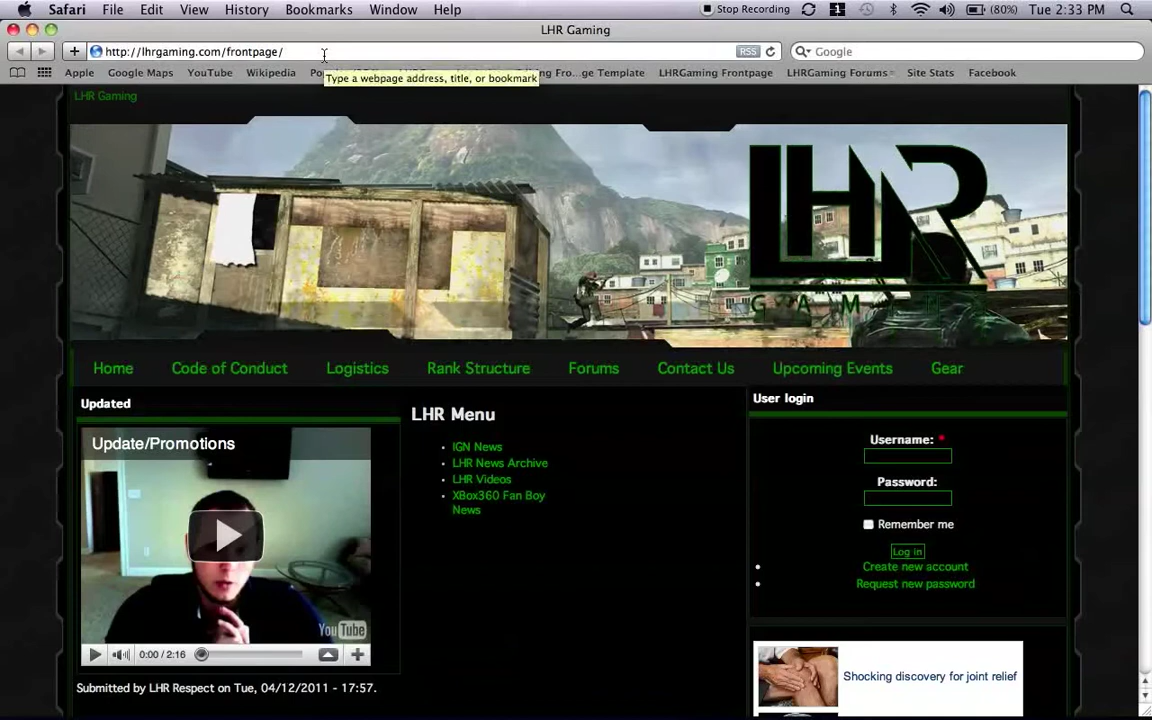 Safari File Edit View History Bookmarks Window Help Stop Recording 1 (80%) Tue 2:33 PM
LHR Gaming
http://lhrgaming.com/frontpage/ RSS Google
Apple Google Maps YouTube Wikipedia ng Fro...ge Template LHRGaming Frontpage LHRGaming Forums Site Stats Facebook
Type a webpage address, title, or bookmark
LHR Gaming
LHR
Home Code of Conduct Logistics Rank Structure Forums Contact Us Upcoming Events Gear
Updated
Update/Promotions
YouTube
0:00 / 2:16
Submitted by LHR Respect on Tue, 04/12/2011 - 17:57.
LHR Menu
IGN News
LHR News Archive
LHR Videos
XBox360 Fan Boy
News
User login
Username: *
Password:
Remember me
Log in
Create new account
Request new password
Shocking discovery for joint relief